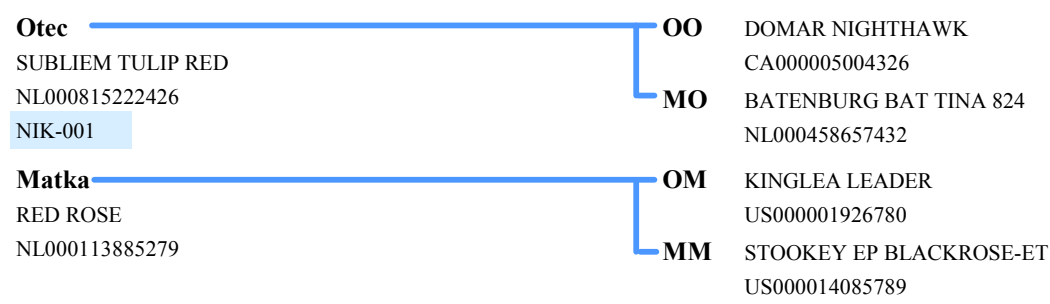 Otec
SUBLIEM TULIP RED
NL000815222426
NIK-001
OO DOMAR NIGHTHAWK
CA000005004326
MO BATENBURG BAT TINA 824
NL000458657432
Matka
RED ROSE
NL000113885279
OM KINGLEA LEADER
US000001926780
MM STOOKEY EP BLACKROSE-ET
US000014085789